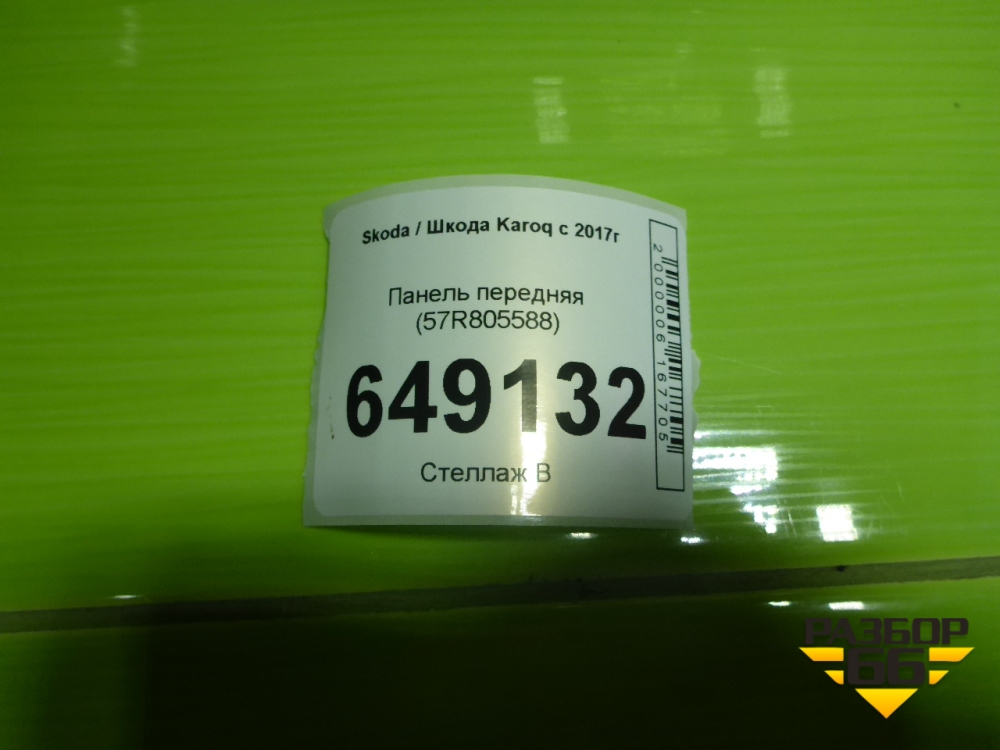 Skoda / Шкода Karoq с 2017г
Панель передняя
(57R805588)
649132
Стеллаж В
2000006167705
РАЗБОР
66